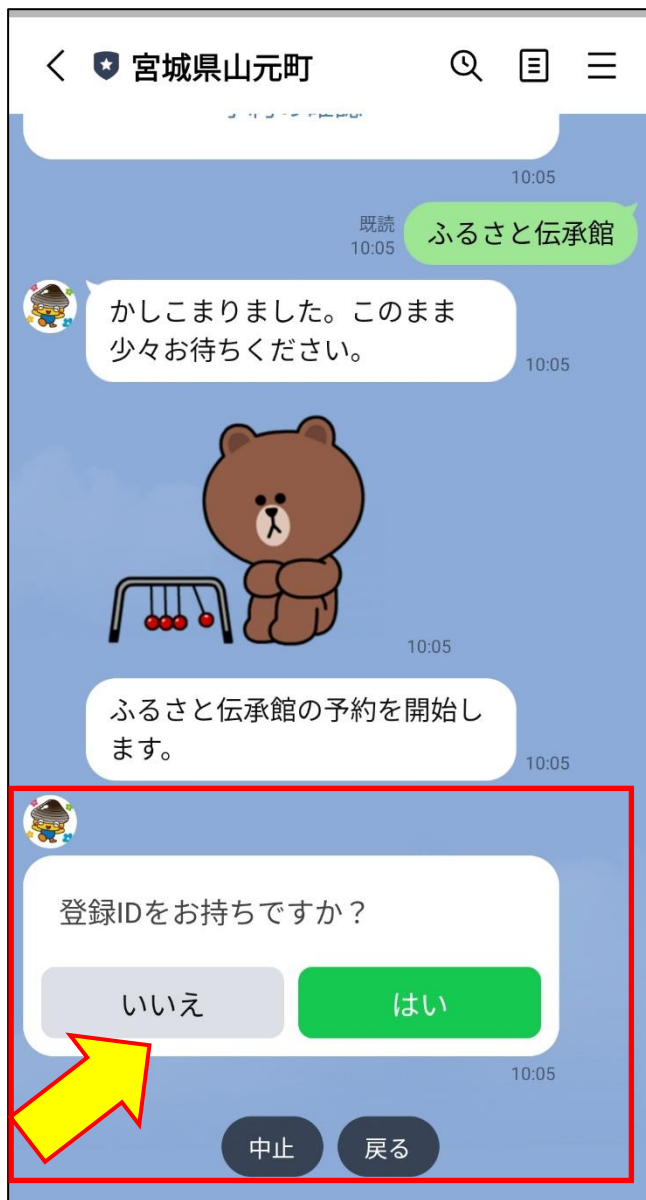 宮城県山元町
10:05
既読
10:05
ふるさと伝承館
かしこまりました。このまま
少々お待ちください。
10:05
10:05
ふるさと伝承館の予約を開始し
ます。
10:05
登録IDをお持ちですか？
いいえ
はい
10:05
中止
戻る